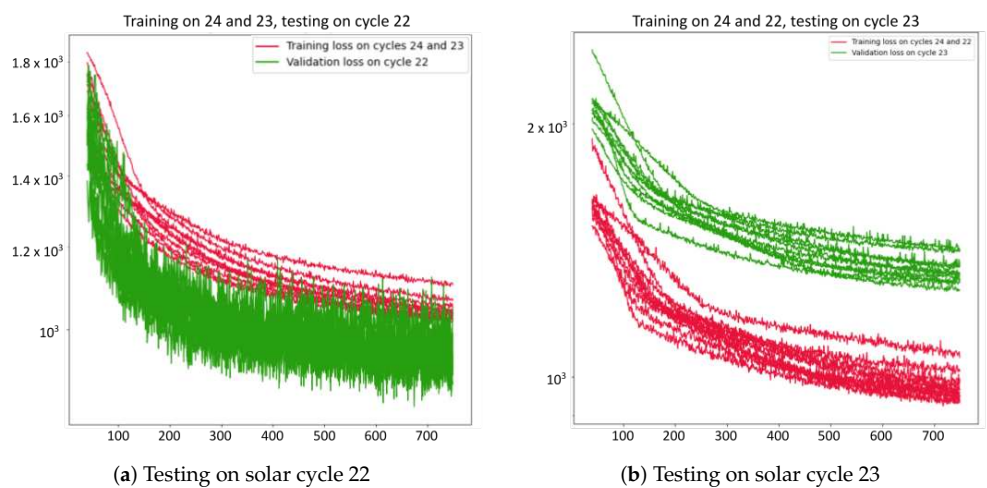 Training on 24 and 23, testing on cycle 22
Training loss on cycles 24 and 23
Validation loss on cycle 22
1.8 x 10³
1.6 x 10³
1.4 x 10³
1.2 x 10³
10³
100 200 300 400 500 600 700
(a) Testing on solar cycle 22
Training on 24 and 22, testing on cycle 23
Training loss on cycles 24 and 22
Validation loss on cycle 23
2 x 10³
10³
100 200 300 400 500 600 700
(b) Testing on solar cycle 23